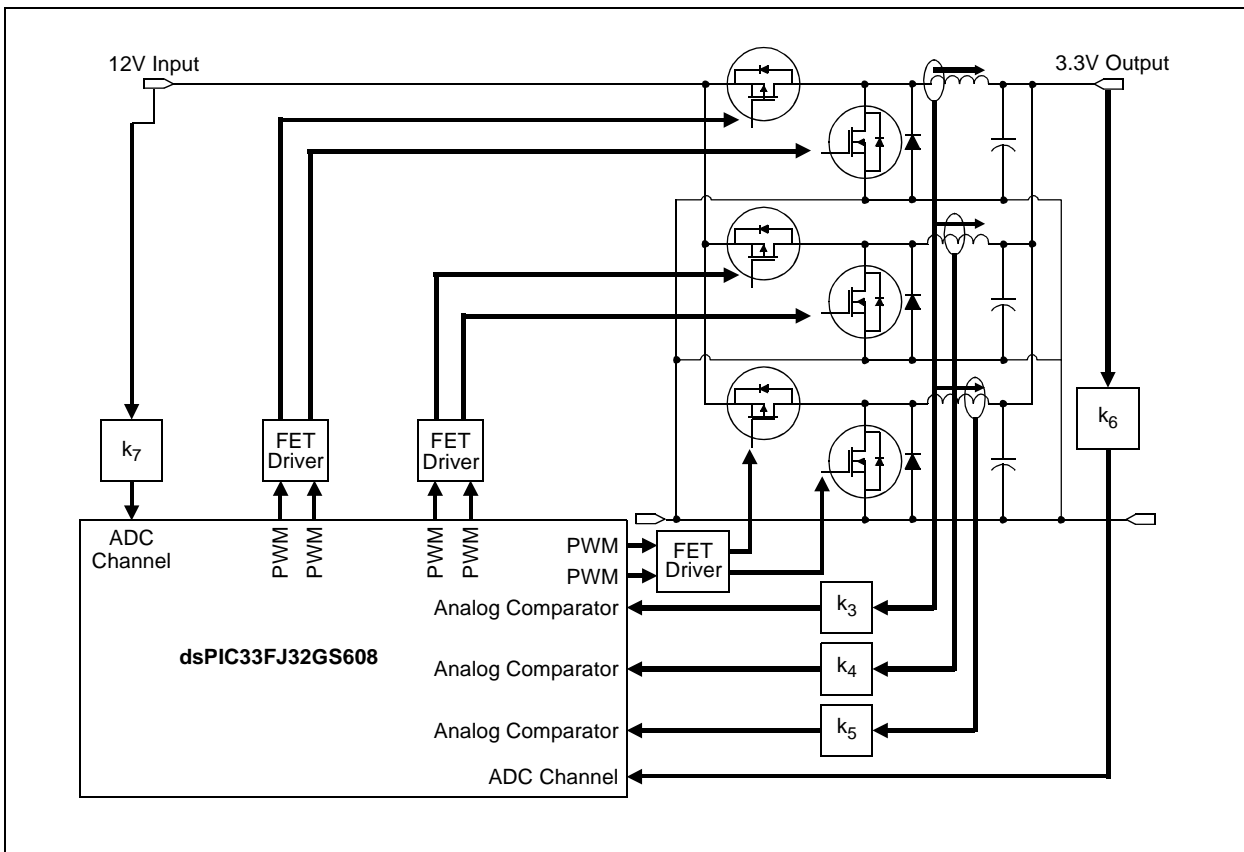 12V Input
3.3V Output
k7
FET
Driver
FET
Driver
k6
ADC
Channel
PWM
PWM
PWM
PWM
PWM
PWM
FET
Driver
Analog Comparator
k3
dsPIC33FJ32GS608
Analog Comparator
k4
Analog Comparator
k5
ADC Channel